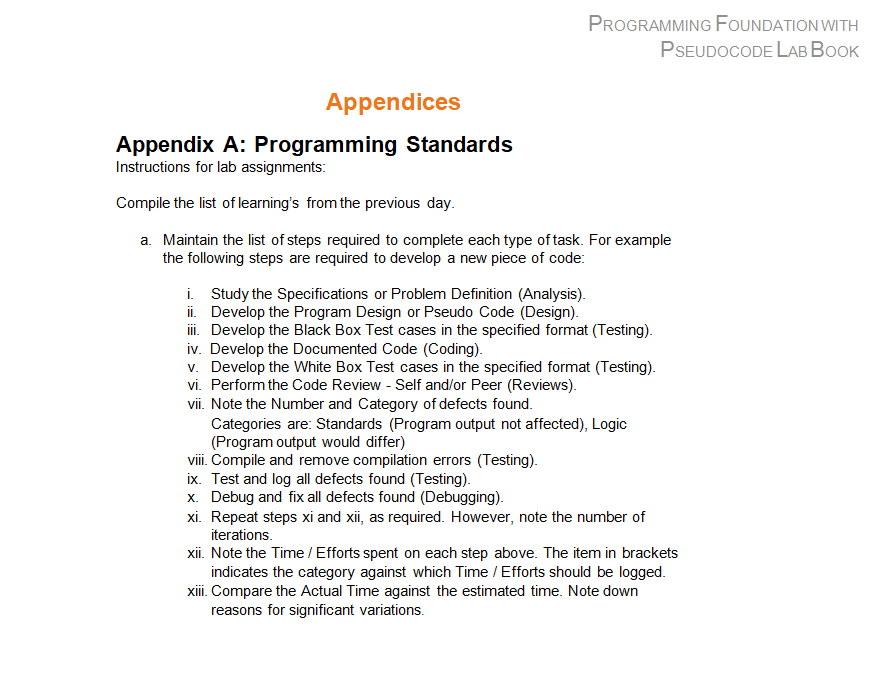 PROGRAMMING FOUNDATION WITH
PSEUDOCODE LAB BOOK
Appendices
Appendix A: Programming Standards
Instructions for lab assignments:
Compile the list of learning's from the previous day.
a. Maintain the list of steps required to complete each type of task. For example
the following steps are required to develop a new piece of code:
i. Study the Specifications or Problem Definition (Analysis).
ii. Develop the Program Design or Pseudo Code (Design).
iii. Develop the Black Box Test cases in the specified format (Testing).
iv. Develop the Documented Code (Coding).
v. Develop the White Box Test cases in the specified format (Testing).
vi. Perform the Code Review - Self and/or Peer (Reviews).
vii. Note the Number and Category of defects found.
Categories are: Standards (Program output not affected), Logic
(Program output would differ)
viii. Compile and remove compilation errors (Testing).
ix. Test and log all defects found (Testing).
x. Debug and fix all defects found (Debugging).
xi. Repeat steps xi and xii, as required. However, note the number of
iterations.
xii. Note the Time / Efforts spent on each step above. The item in brackets
indicates the category against which Time / Efforts should be logged.
xiii. Compare the Actual Time against the estimated time. Note down
reasons for significant variations.